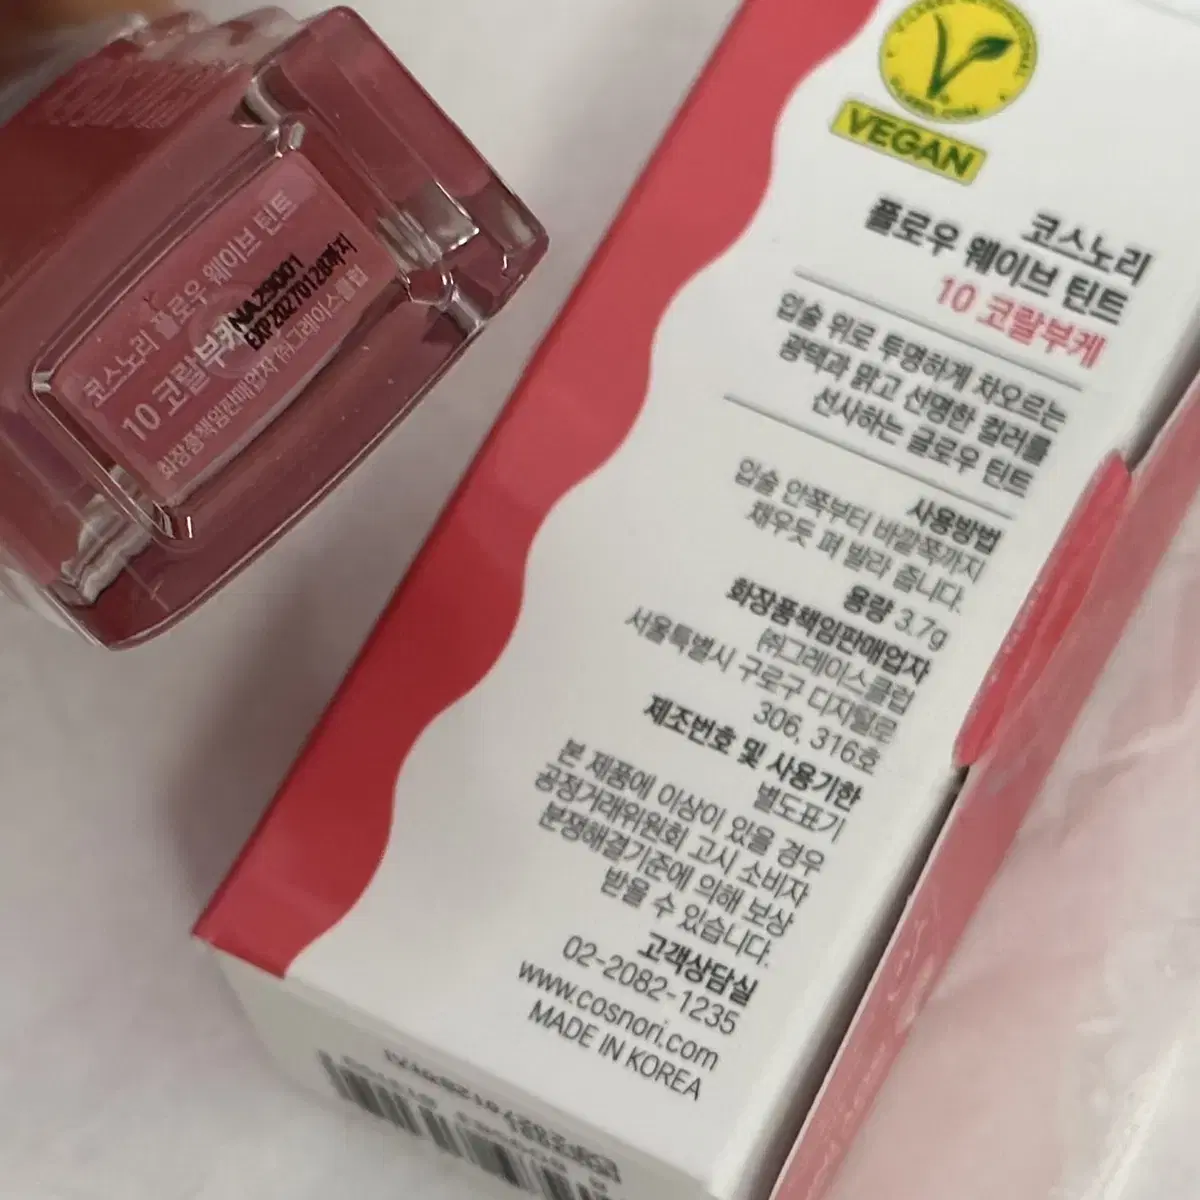 코스노리 플로우 웨이브 틴트
10 코랄부케
NA29001
EXP20270128까지
화장품책임판매업자 ㈜그레이스클럽
VEGAN
코스노리
플로우 웨이브 틴트
10 코랄부케
입술 위로 투명하게 차오르는
광택과 맑고 선명한 컬러를
선사하는 글로우 틴트
사용방법
입술 안쪽부터 바깥쪽까지
채우듯 펴 발라 줍니다.
용량 3.7g
화장품책임판매업자
㈜그레이스클럽
서울특별시 구로구 디지털로
306, 316호
제조번호 및 사용기한
별도표기
본 제품에 이상이 있을 경우
공정거래위원회 고시 소비자
분쟁해결기준에 의해 보상
받을 수 있습니다.
고객상담실
02-2082-1235
www.cosnori.com
MADE IN KOREA